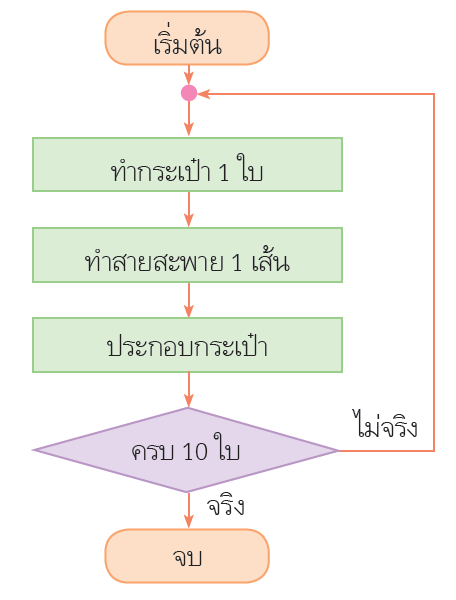 เริ่มต้น
ทำกระเป๋า 1 ใบ
ทำสายสะพาย 1 เส้น
ประกอบกระเป๋า
ครบ 10 ใบ
ไม่จริง
จริง
จบ